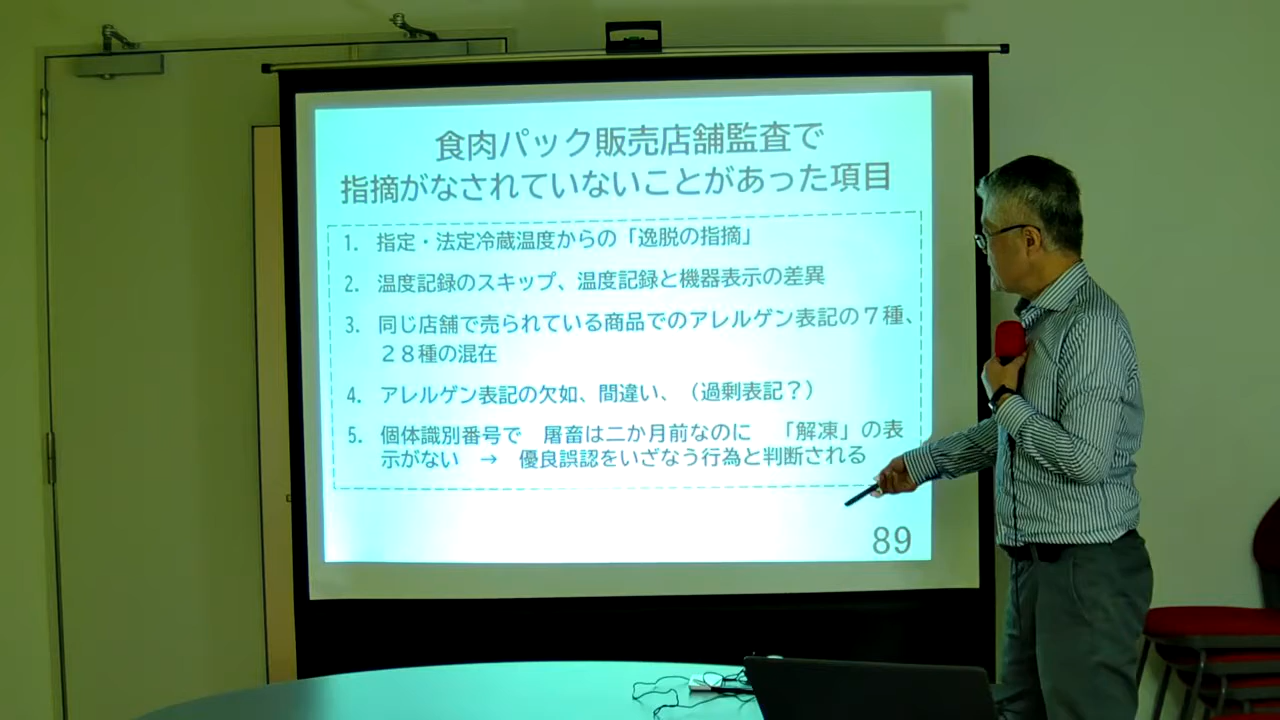 食肉パック販売店舗監査で
指摘がなされていないことがあった項目
1. 指定・法定冷蔵温度からの「逸脱の指摘」
2. 温度記録のスキップ、温度記録と機器表示の差異
3. 同じ店舗で売られている商品でのアレルゲン表記の７種、
２８種の混在
4. アレルゲン表記の欠如、間違い、（過剰表記？）
5. 個体識別番号で　屠畜は二か月前なのに　「解凍」の表
示がない　→　優良誤認をいざなう行為と判断される
89